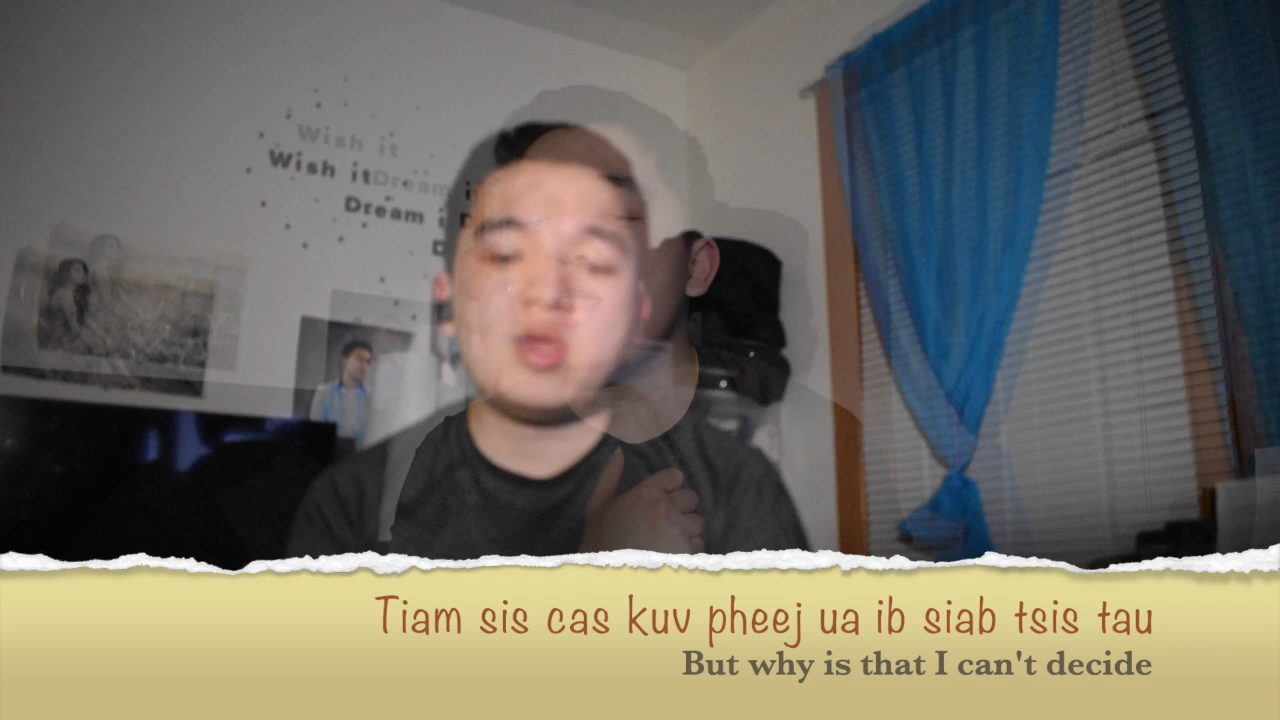 Wish it
Wish it Dream i
Dream i D
D
Tiam sis cas kuv pheej ua ib siab tsis tau
But why is that I can't decide